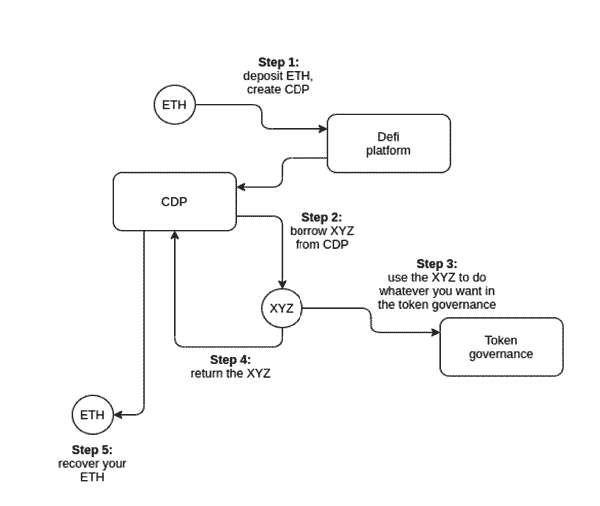 Step 1:
deposit ETH,
create CDP
ETH
Defi
platform
CDP
Step 2:
borrow XYZ
from CDP
Step 3:
use the XYZ to do
whatever you want in
the token governance
XYZ
Token
governance
Step 4:
return the XYZ
ETH
Step 5:
recover your
ETH